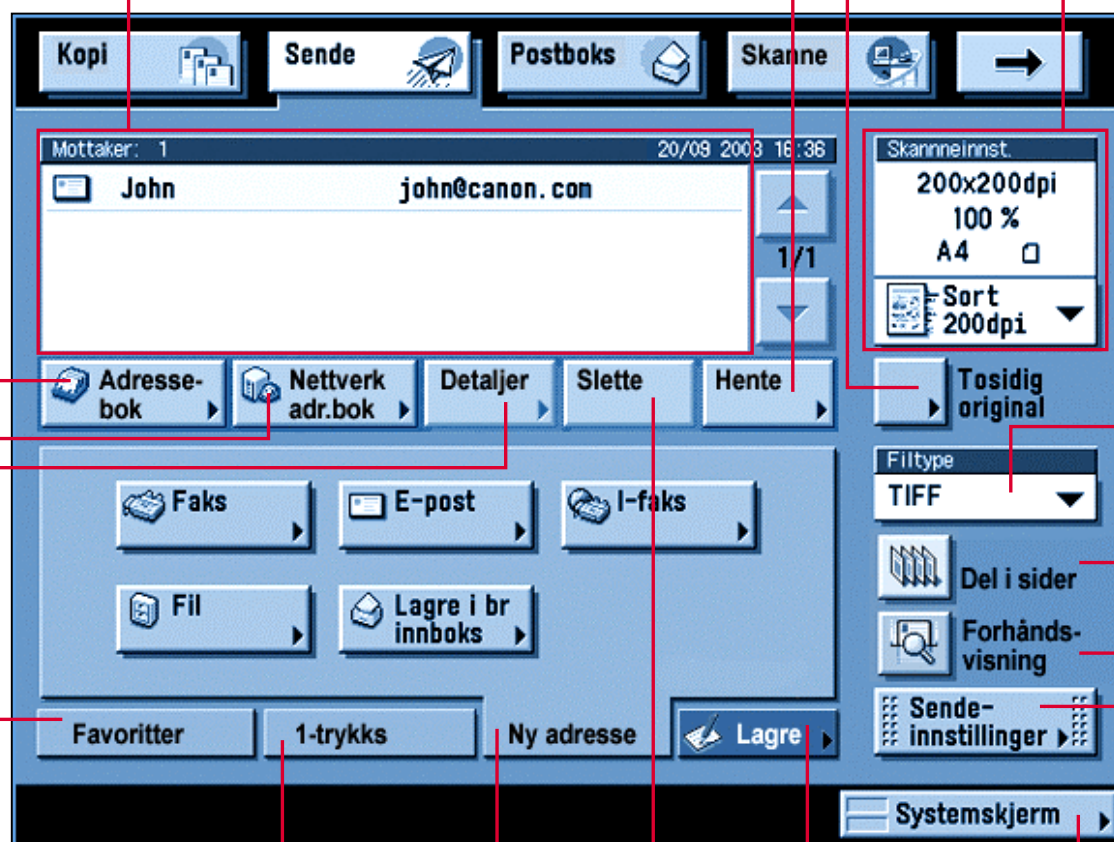 Kopi
Sende
Postboks
Skanne
Mottaker: 1
20/09 2003 16:36
John john@canon.com
1/1
Skannneinnst.
200x200dpi
100 %
A4
Sort
200dpi
Adresse-
bok
Nettverk
adr.bok
Detaljer
Slette
Hente
Tosidig
original
Faks
E-post
I-faks
Filtype
TIFF
Fil
Lagre i br
innboks
Del i sider
Forhånds-
visning
Favoritter
1-trykks
Ny adresse
Lagre
Sende-
innstillinger
Systemskjerm